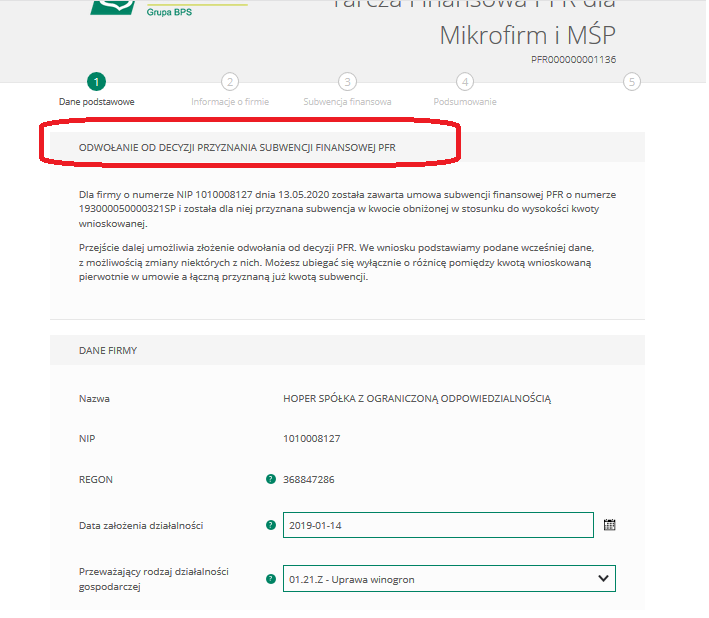 Grupa BPS
Tarcza Finansowa PFR dla
Mikrofirm i MŚP
PFR000000001136
1 2 3 4 5
Dane podstawowe Informacje o firmie Subwencja finansowa Podsumowanie
ODWOŁANIE OD DECYZJI PRZYZNANIA SUBWENCJI FINANSOWEJ PFR
Dla firmy o numerze NIP 1010008127 dnia 13.05.2020 została zawarta umowa subwencji finansowej PFR o numerze
19300005000321SP i została dla niej przyznana subwencja w kwocie obniżonej w stosunku do wysokości kwoty
wnioskowanej.
Przejście dalej umożliwia złożenie odwołania od decyzji PFR. We wniosku podstawiamy podane wcześniej dane,
z możliwością zmiany niektórych z nich. Możesz ubiegać się wyłącznie o różnicę pomiędzy kwotą wnioskowaną
pierwotnie w umowie a łączną przyznaną już kwotą subwencji.
DANE FIRMY
Nazwa HOPER SPÓŁKA Z OGRANICZONĄ ODPOWIEDZIALNOŚCIĄ
NIP 1010008127
REGON ? 368847286
Data założenia działalności ? 2019-01-14
Przeważający rodzaj działalności
gospodarczej ? 01.21.Z - Uprawa winogron